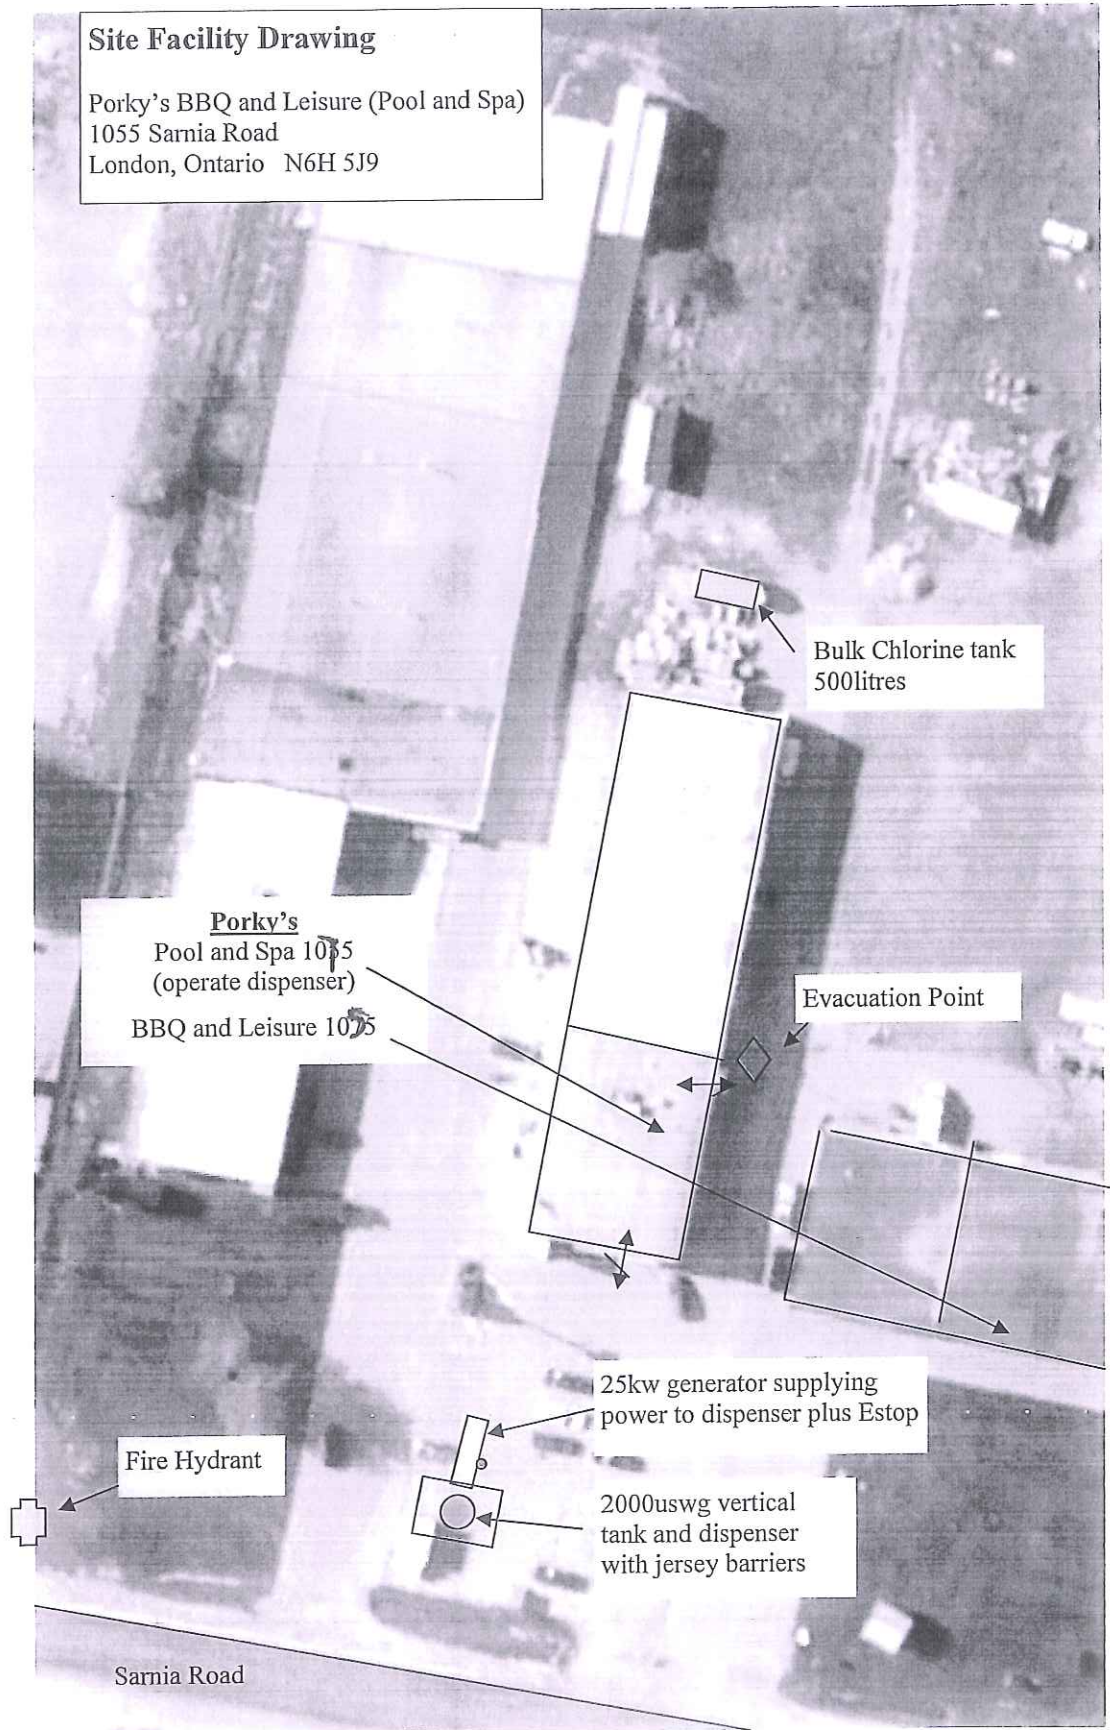 Site Facility Drawing
Porky's BBQ and Leisure (Pool and Spa)
1055 Sarnia Road
London, Ontario N6H 5J9
Bulk Chlorine tank
500litres
Porky's
Pool and Spa 1075
(operate dispenser)
BBQ and Leisure 1055
Evacuation Point
25kw generator supplying
power to dispenser plus Estop
Fire Hydrant
2000uswg vertical
tank and dispenser
with jersey barriers
Sarnia Road